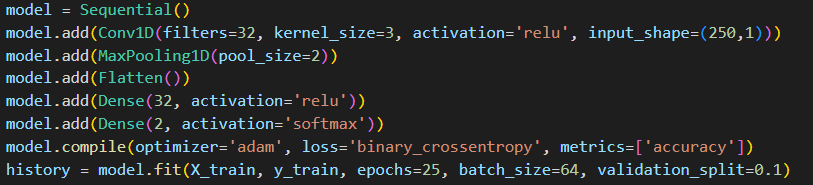 model = Sequential()
model.add(Conv1D(filters=32, kernel_size=3, activation='relu', input_shape=(250,1)))
model.add(MaxPooling1D(pool_size=2))
model.add(Flatten())
model.add(Dense(32, activation='relu'))
model.add(Dense(2, activation='softmax'))
model.compile(optimizer='adam', loss='binary_crossentropy', metrics=['accuracy'])
history = model.fit(X_train, y_train, epochs=25, batch_size=64, validation_split=0.1)